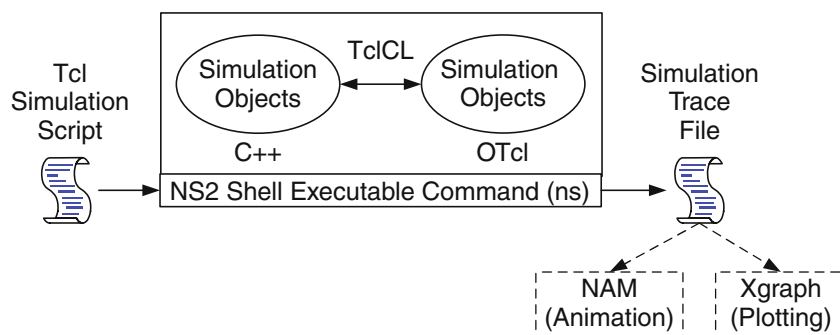 Tcl
Simulation
Script
TclCL
Simulation
Objects
Simulation
Objects
C++
OTcl
NS2 Shell Executable Command (ns)
Simulation
Trace
File
NAM
(Animation)
Xgraph
(Plotting)